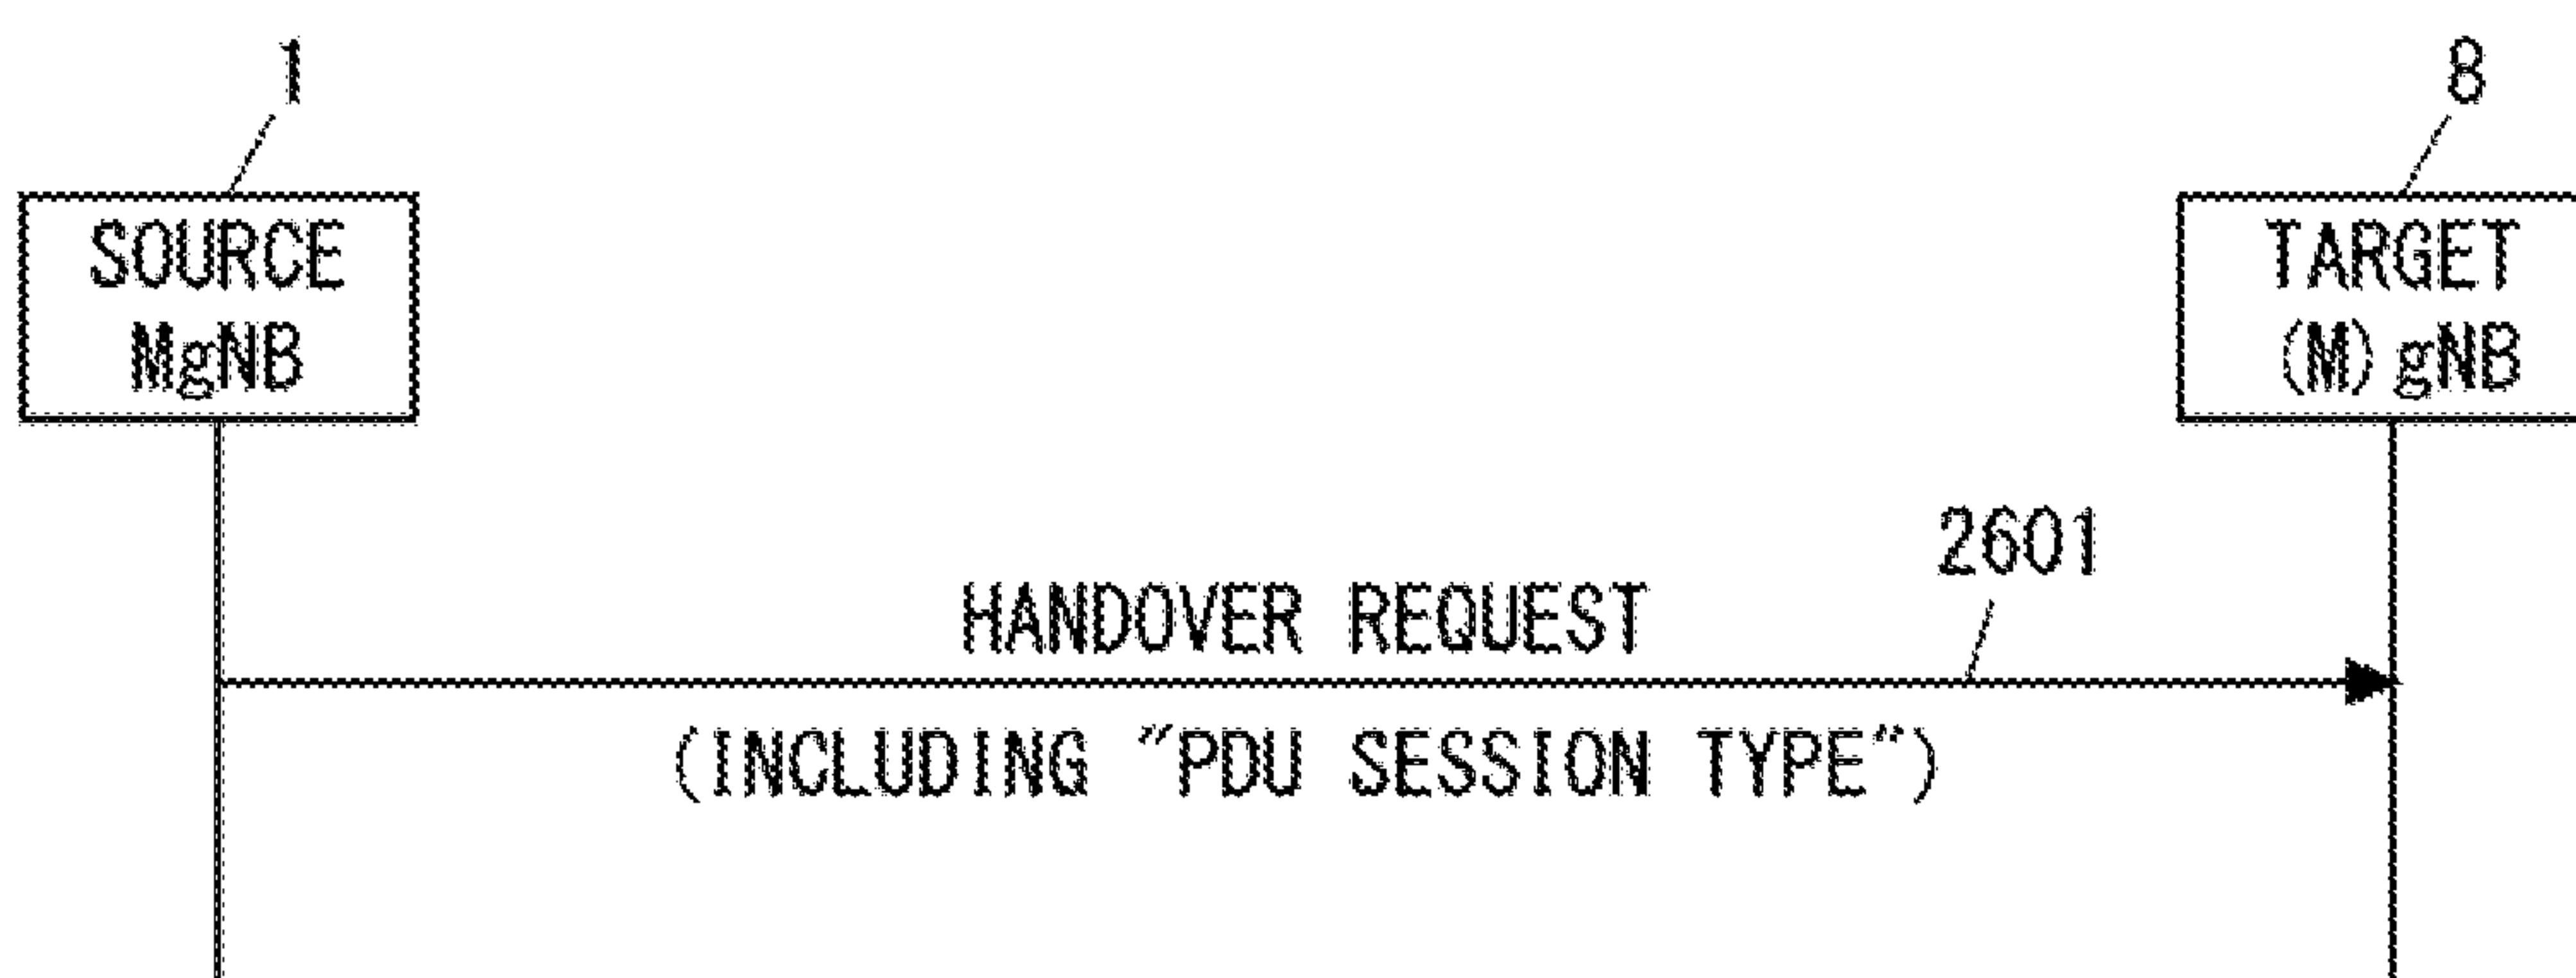 1
8
SOURCE
MgNB
TARGET
(M)gNB
2601
HANDOVER REQUEST
(INCLUDING "PDU SESSION TYPE")